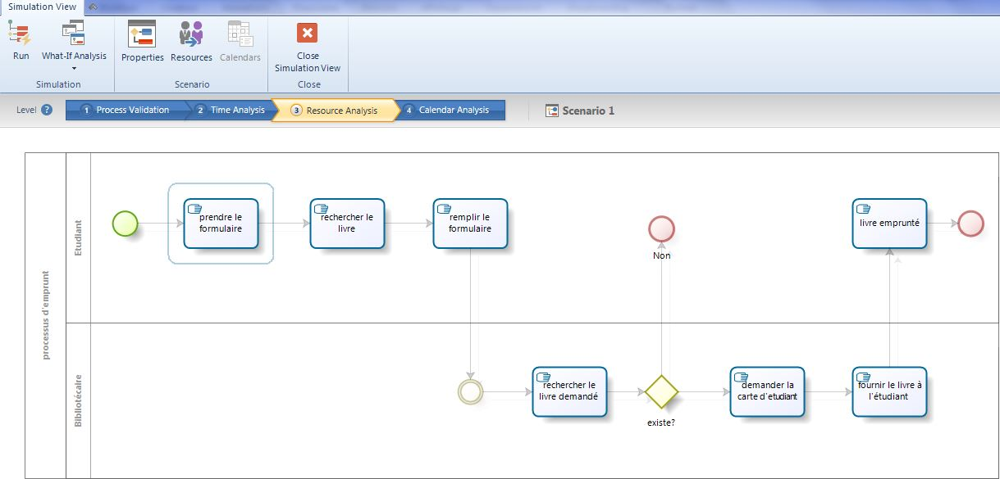 Simulation View
Run
What-If Analysis
Properties
Resources
Calendars
Close
Simulation View
Simulation
Scenario
Close
Level ?
1 Process Validation
2 Time Analysis
3 Resource Analysis
4 Calendar Analysis
Scenario 1
processus d'emprunt
Etudiant
prendre le
formulaire
rechercher le
livre
remplir le
formulaire
Non
livre emprunté
Bibliotécaire
rechercher le
livre demandé
existe?
demander la
carte d'etudiant
fournir le livre à
l'étudiant